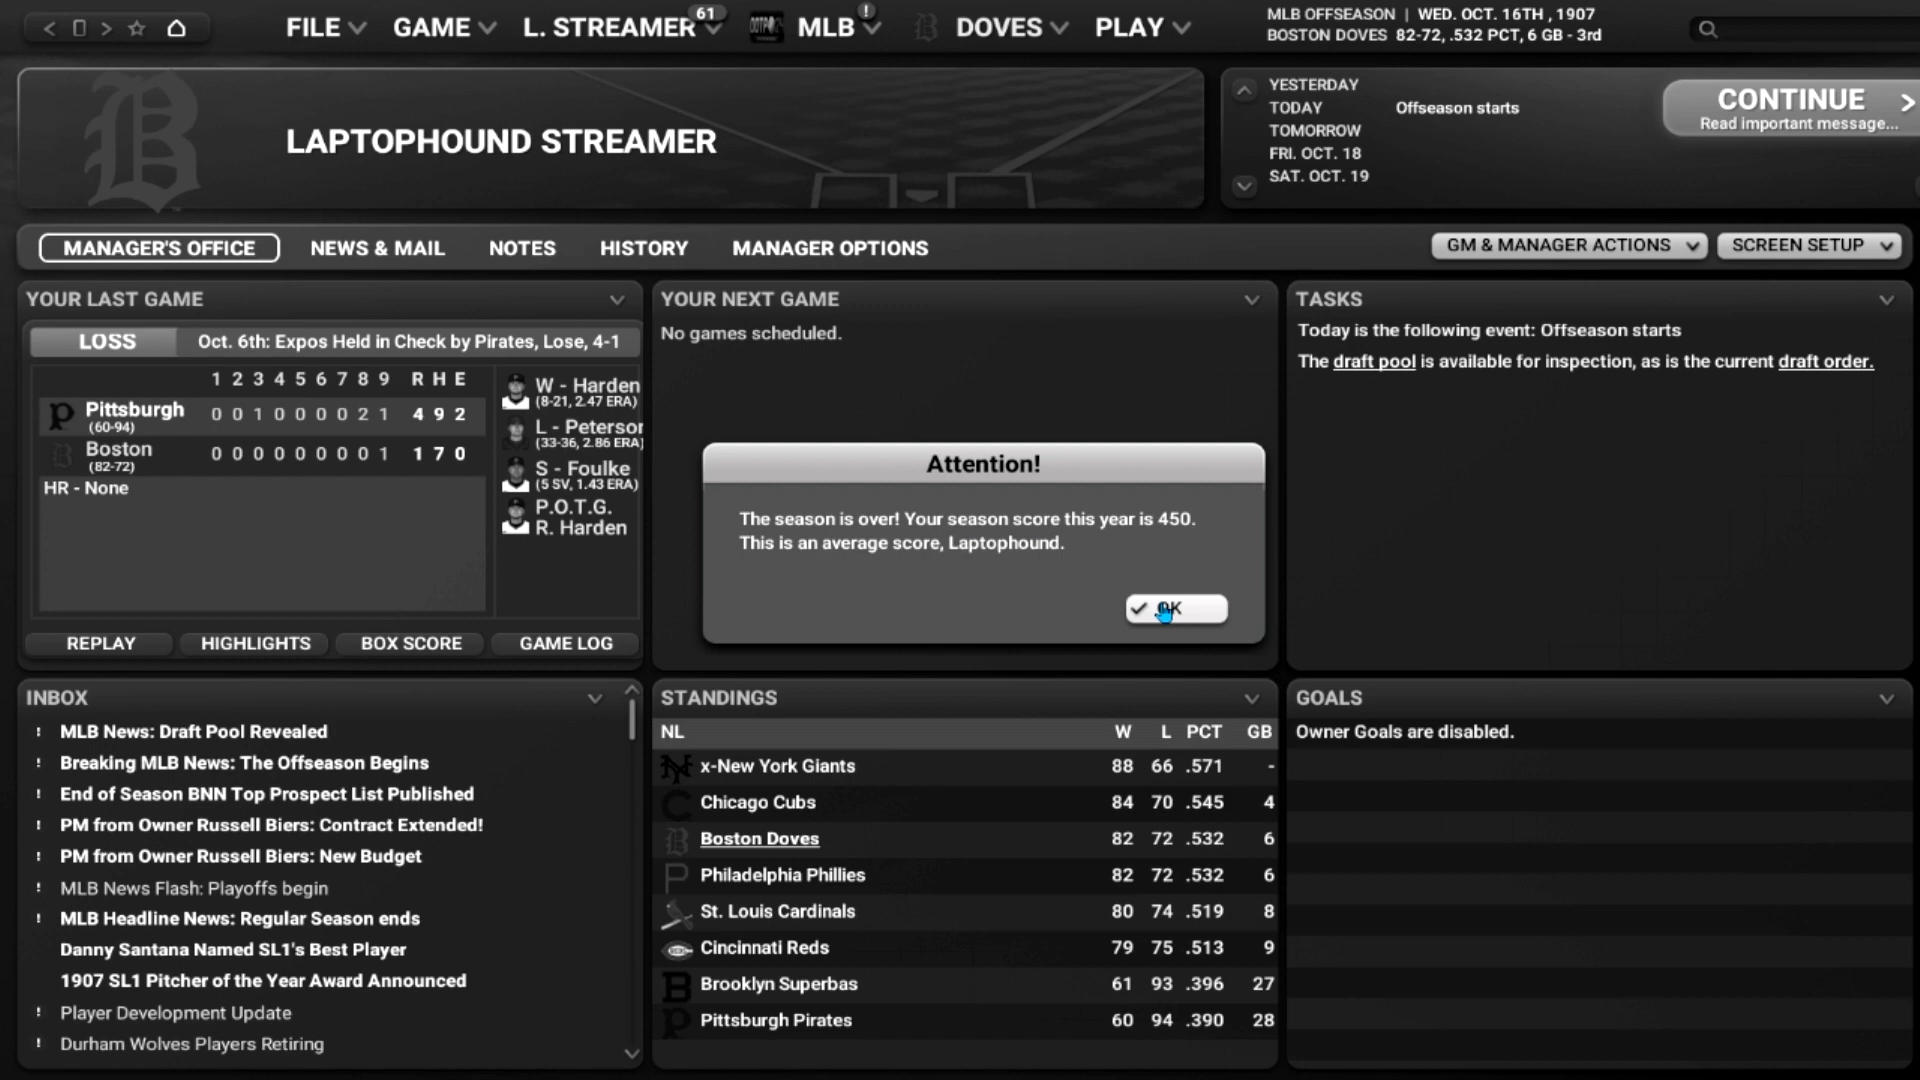 FILE GAME L. STREAMER 61 MLB ! DOVES PLAY
MLB OFFSEASON | WED. OCT. 16TH , 1907
BOSTON DOVES 82-72, .532 PCT, 6 GB - 3rd
LAPTOPHOUND STREAMER
YESTERDAY
TODAY Offseason starts
TOMORROW
FRI. OCT. 18
SAT. OCT. 19
CONTINUE
Read important message...
MANAGER'S OFFICE NEWS & MAIL NOTES HISTORY MANAGER OPTIONS
GM & MANAGER ACTIONS SCREEN SETUP
YOUR LAST GAME
LOSS Oct. 6th: Expos Held in Check by Pirates, Lose, 4-1
1 2 3 4 5 6 7 8 9 R H E
Pittsburgh 0 0 1 0 0 0 0 2 1 4 9 2
(60-94)
Boston 0 0 0 0 0 0 0 0 1 1 7 0
(82-72)
HR - None
W - Harden
(8-21, 2.47 ERA)
L - Peterson
(33-36, 2.86 ERA)
S - Foulke
(5 SV, 1.43 ERA)
P.O.T.G.
R. Harden
REPLAY HIGHLIGHTS BOX SCORE GAME LOG
YOUR NEXT GAME
No games scheduled.
Attention!
The season is over! Your season score this year is 450.
This is an average score, Laptophound.
OK
TASKS
Today is the following event: Offseason starts
The draft pool is available for inspection, as is the current draft order.
INBOX
! MLB News: Draft Pool Revealed
! Breaking MLB News: The Offseason Begins
! End of Season BNN Top Prospect List Published
! PM from Owner Russell Biers: Contract Extended!
! PM from Owner Russell Biers: New Budget
! MLB News Flash: Playoffs begin
! MLB Headline News: Regular Season ends
Danny Santana Named SL1's Best Player
1907 SL1 Pitcher of the Year Award Announced
! Player Development Update
! Durham Wolves Players Retiring
STANDINGS
NL W L PCT GB
x-New York Giants 88 66 .571 -
Chicago Cubs 84 70 .545 4
Boston Doves 82 72 .532 6
Philadelphia Phillies 82 72 .532 6
St. Louis Cardinals 80 74 .519 8
Cincinnati Reds 79 75 .513 9
Brooklyn Superbas 61 93 .396 27
Pittsburgh Pirates 60 94 .390 28
GOALS
Owner Goals are disabled.